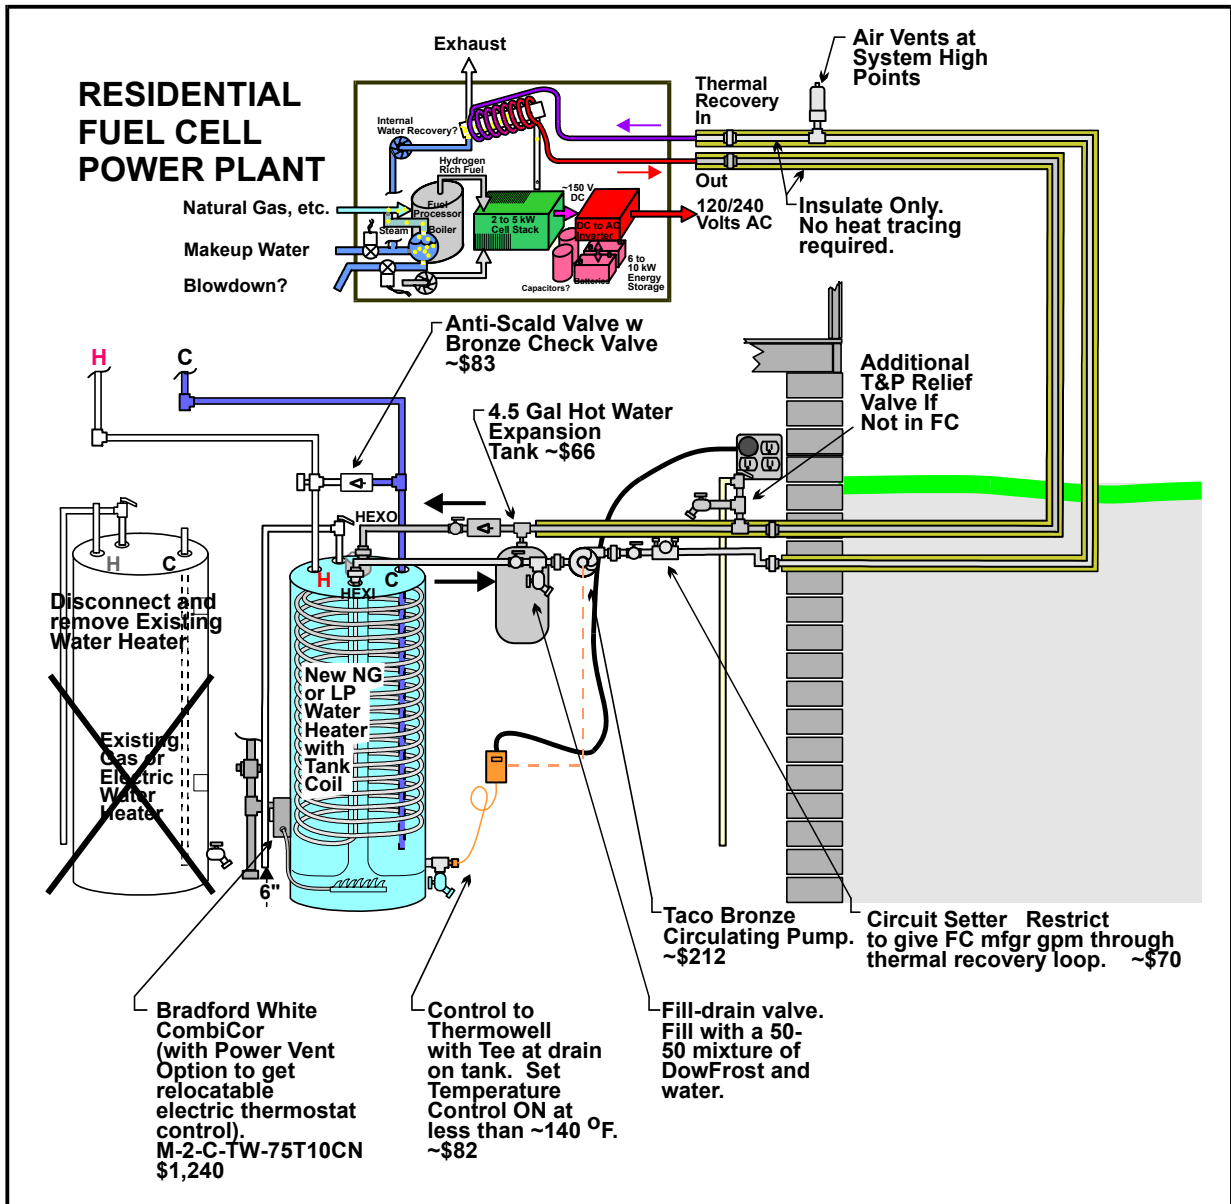 RESIDENTIAL
FUEL CELL
POWER PLANT
Exhaust
Internal
Water Recovery?
Hydrogen
Rich Fuel
Fuel
Processor
Steam
Boiler
2 to 5 kW
Cell Stack
~150 V
DC
DC to AC
Inverter
Capacitors?
Batteries
6 to
10 kW
Energy
Storage
Natural Gas, etc.
Makeup Water
Blowdown?
Thermal
Recovery
In
Out
120/240
Volts AC
Air Vents at
System High
Points
Insulate Only.
No heat tracing
required.
Anti-Scald Valve w
Bronze Check Valve
~$83
H
C
4.5 Gal Hot Water
Expansion
Tank ~$66
Additional
T&P Relief
Valve If
Not in FC
HEXO
HEXI
H
C
H
C
Disconnect and
remove Existing
Water Heater
Existing
Gas or
Electric
Water
Heater
New NG
or LP
Water
Heater
with
Tank
Coil
6"
Bradford White
CombiCor
(with Power Vent
Option to get
relocatable
electric thermostat
control).
M-2-C-TW-75T10CN
$1,240
Control to
Thermowell
with Tee at drain
on tank. Set
Temperature
Control ON at
less than ~140 ºF.
~$82
Fill-drain valve.
Fill with a 50-
50 mixture of
DowFrost and
water.
Taco Bronze
Circulating Pump.
~$212
Circuit Setter Restrict
to give FC mfgr gpm through
thermal recovery loop. ~$70